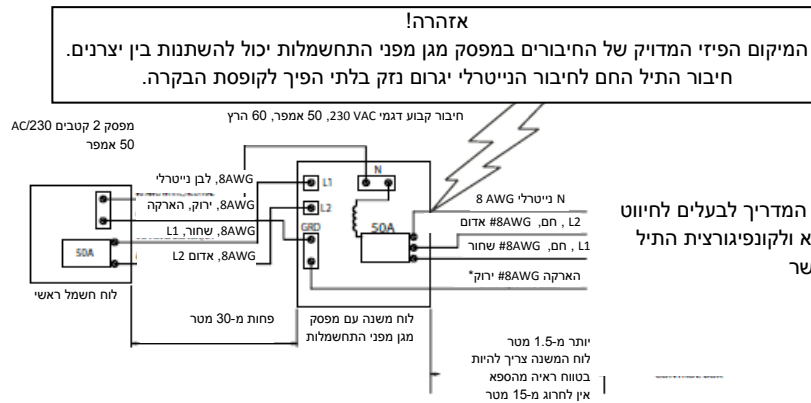 אזהרה!
המיקום הפיזי המדויק של החיבורים במפסק מגן מפני התחשמלות יכול להשתנות בין יצרנים.
חיבור התיל החם לחיבור הנייטרלי יגרום נזק בלתי הפיך לקופסת הבקרה.
חיבור קבוע דגמי 230 VAC, 50 אמפר, 60 הרץ
מפסק 2 קטבים AC/230
50 אמפר
8AWG, לבן נייטרלי
8AWG, ירוק, הארקה
8AWG, שחור, L1
8AWG, אדום L2
50A
לוח חשמל ראשי
פחות מ-30 מטר
L1
L2
N
GRD
50A
לוח משנה עם מפסק
מגן מפני התחשמלות
N נייטרלי 8 AWG
L2 , חם, 8AWG# אדום
L1 , חם, 8AWG# שחור
הארקה 8AWG# ירוק*
המדריך לבעלים לחיווט
א ולקונפיגורצית התיל
שר
יותר מ-1.5 מטר
לוח המשנה צריך להיות
בטווח ראיה מהספא
אין לחרוג מ-15 מטר